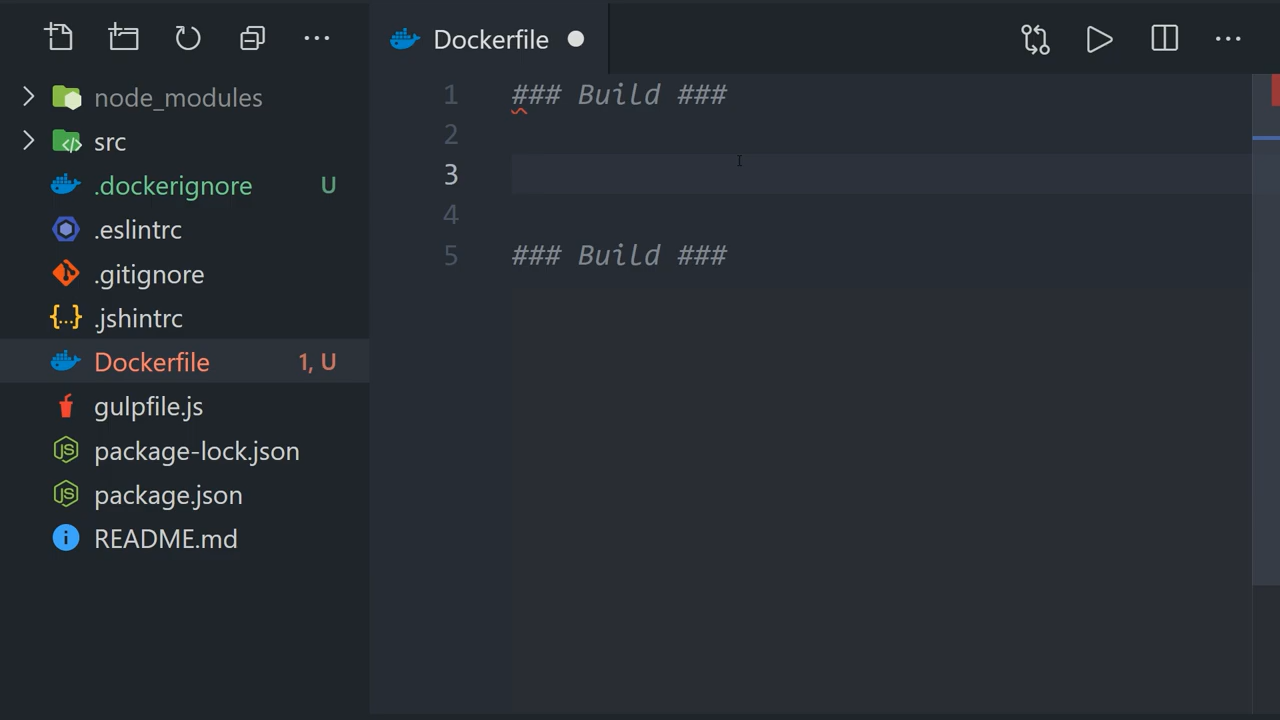 node_modules
src
.dockerignore U
.eslintrc
.gitignore
.jshintrc
Dockerfile 1, U
gulpfile.js
package-lock.json
package.json
README.md
Dockerfile
1 ### Build ###
2
3
4
5 ### Build ###